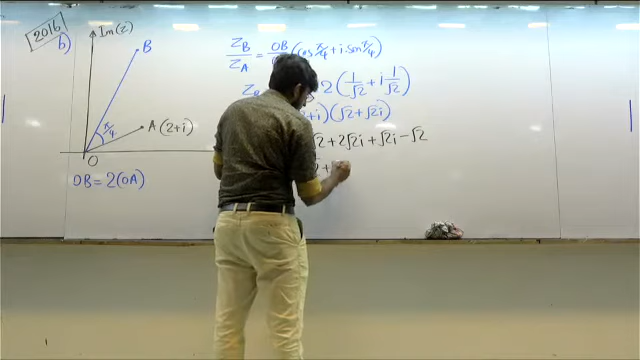 2016
b)
Im(z)
B
π/4
A (2+i)
O
OB = 2(OA)
Z_B/Z_A = OB/ (cos π/4 + i.sin π/4)
2(1/√2 + i 1/√2)
+i)(√2+√2i)
√2 + 2√2i + √2i − √2
+